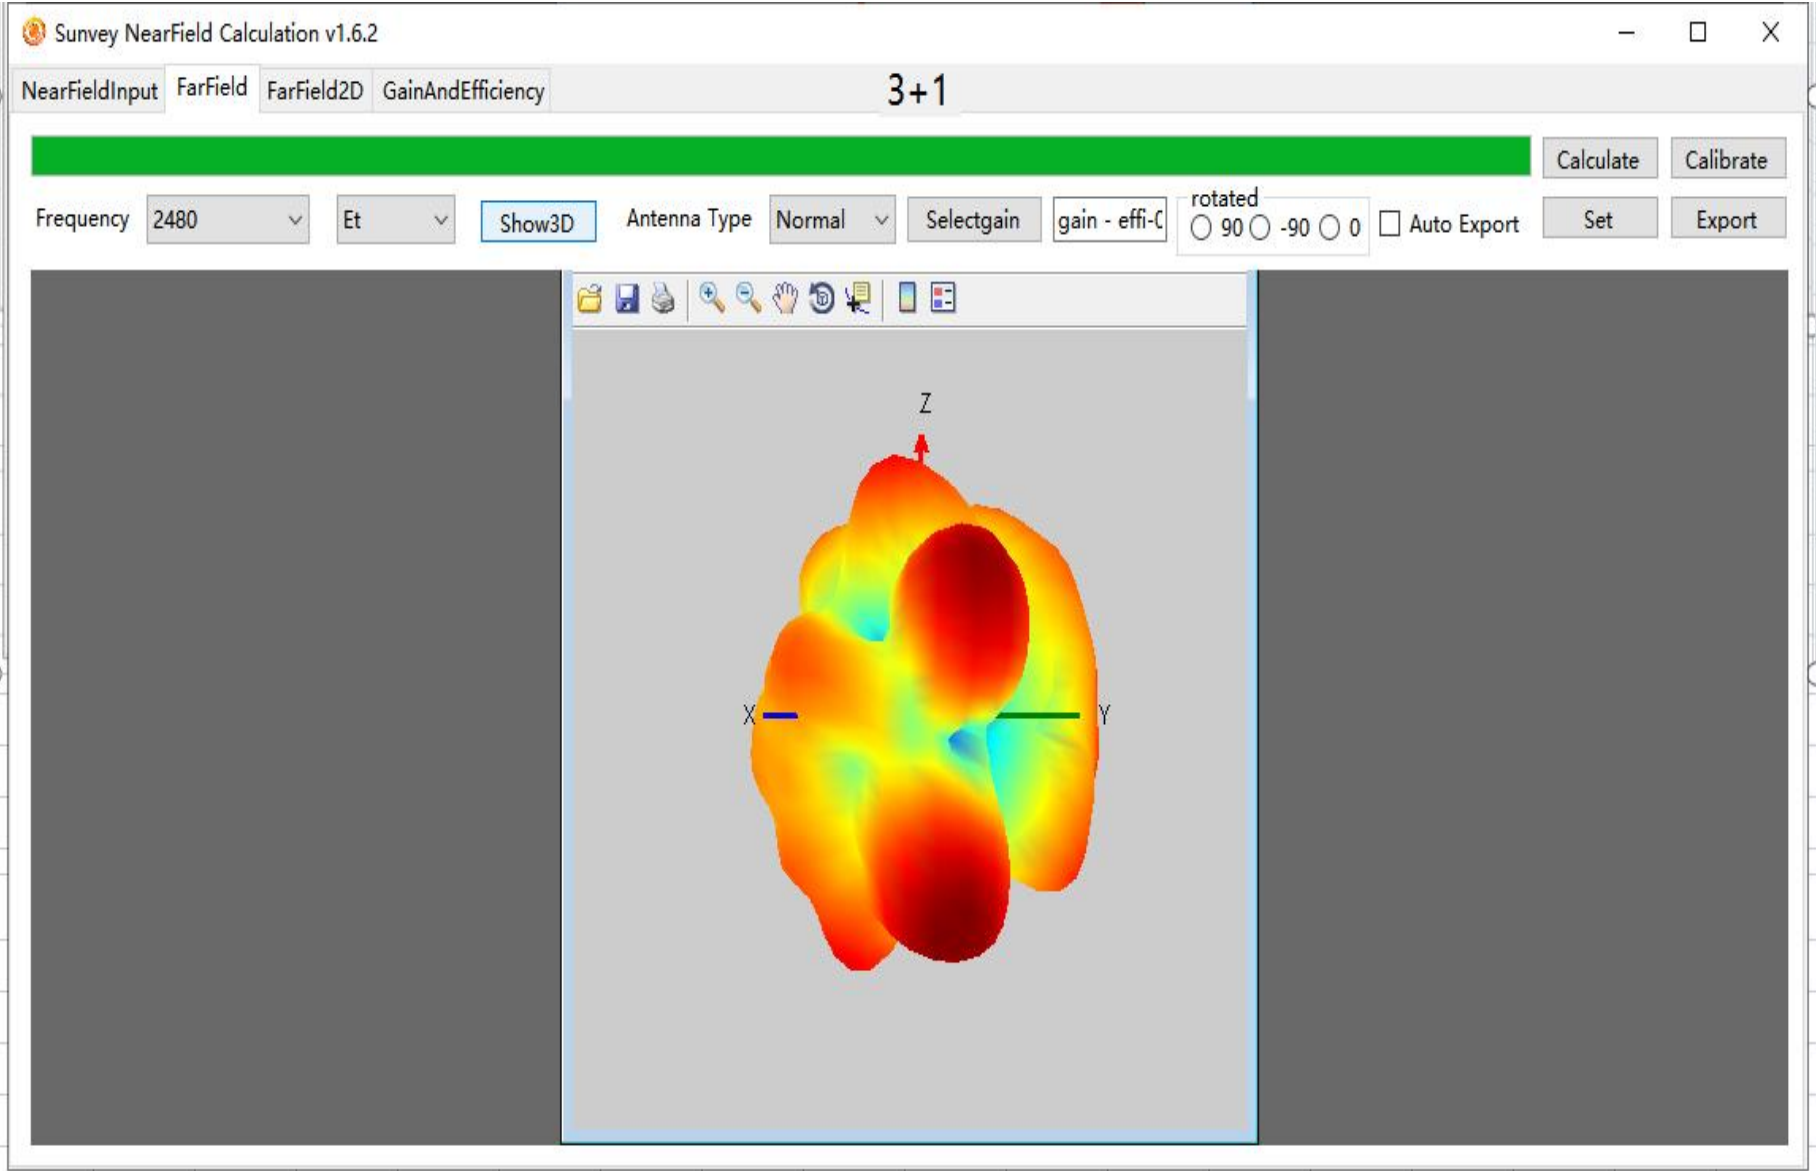 Sunvey NearField Calculation v1.6.2
NearFieldInput FarField FarField2D GainAndEfficiency 3+1
Calculate Calibrate
Frequency 2480 Et Show3D Antenna Type Normal Selectgain gain - effi- rotated 90 -90 0 Auto Export Set Export
Z
X Y